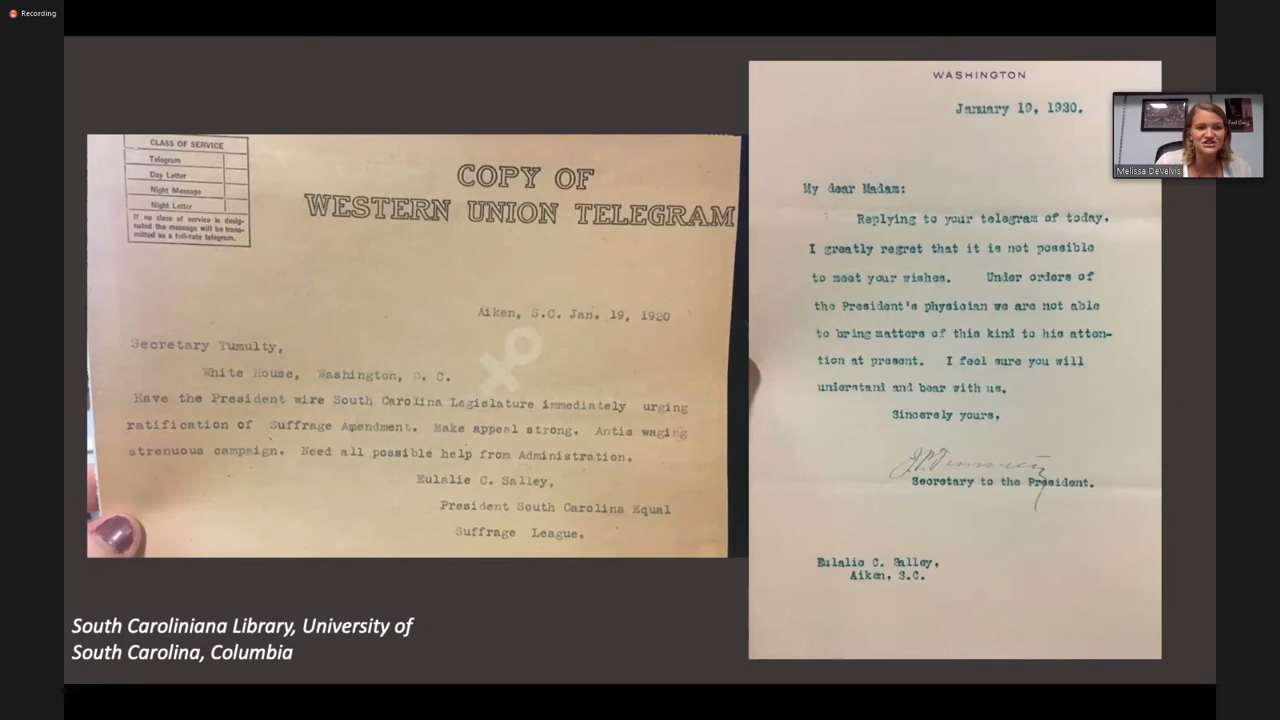 Recording
CLASS OF SERVICE
Telegram
Day Letter
Night Message
Night Letter
If no class of service is desig-
nated the message will be trans-
mitted as a full-rate telegram.
COPY OF
WESTERN UNION TELEGRAM
Aiken, S.C. Jan. 19, 1920
Secretary Tumulty,
White House, Washington, D. C.
Have the President wire South Carolina Legislature immediately urging
ratification of Suffrage Amendment. Make appeal strong. Antis waging
strenuous campaign. Need all possible help from Administration.
Eulalie C. Salley,
President South Carolina Equal
Suffrage League.
South Caroliniana Library, University of
South Carolina, Columbia
WASHINGTON
January 19, 1920.
My dear Madam:
Replying to your telegram of today,
I greatly regret that it is not possible
to meet your wishes. Under orders of
the President's physician we are not able
to bring matters of this kind to his atten-
tion at present. I feel sure you will
understand and bear with us.
Sincerely yours,
J.P. Tumulty
Secretary to the President.
Eulalie C. Salley,
Aiken, S.C.
Melissa DeVelvis